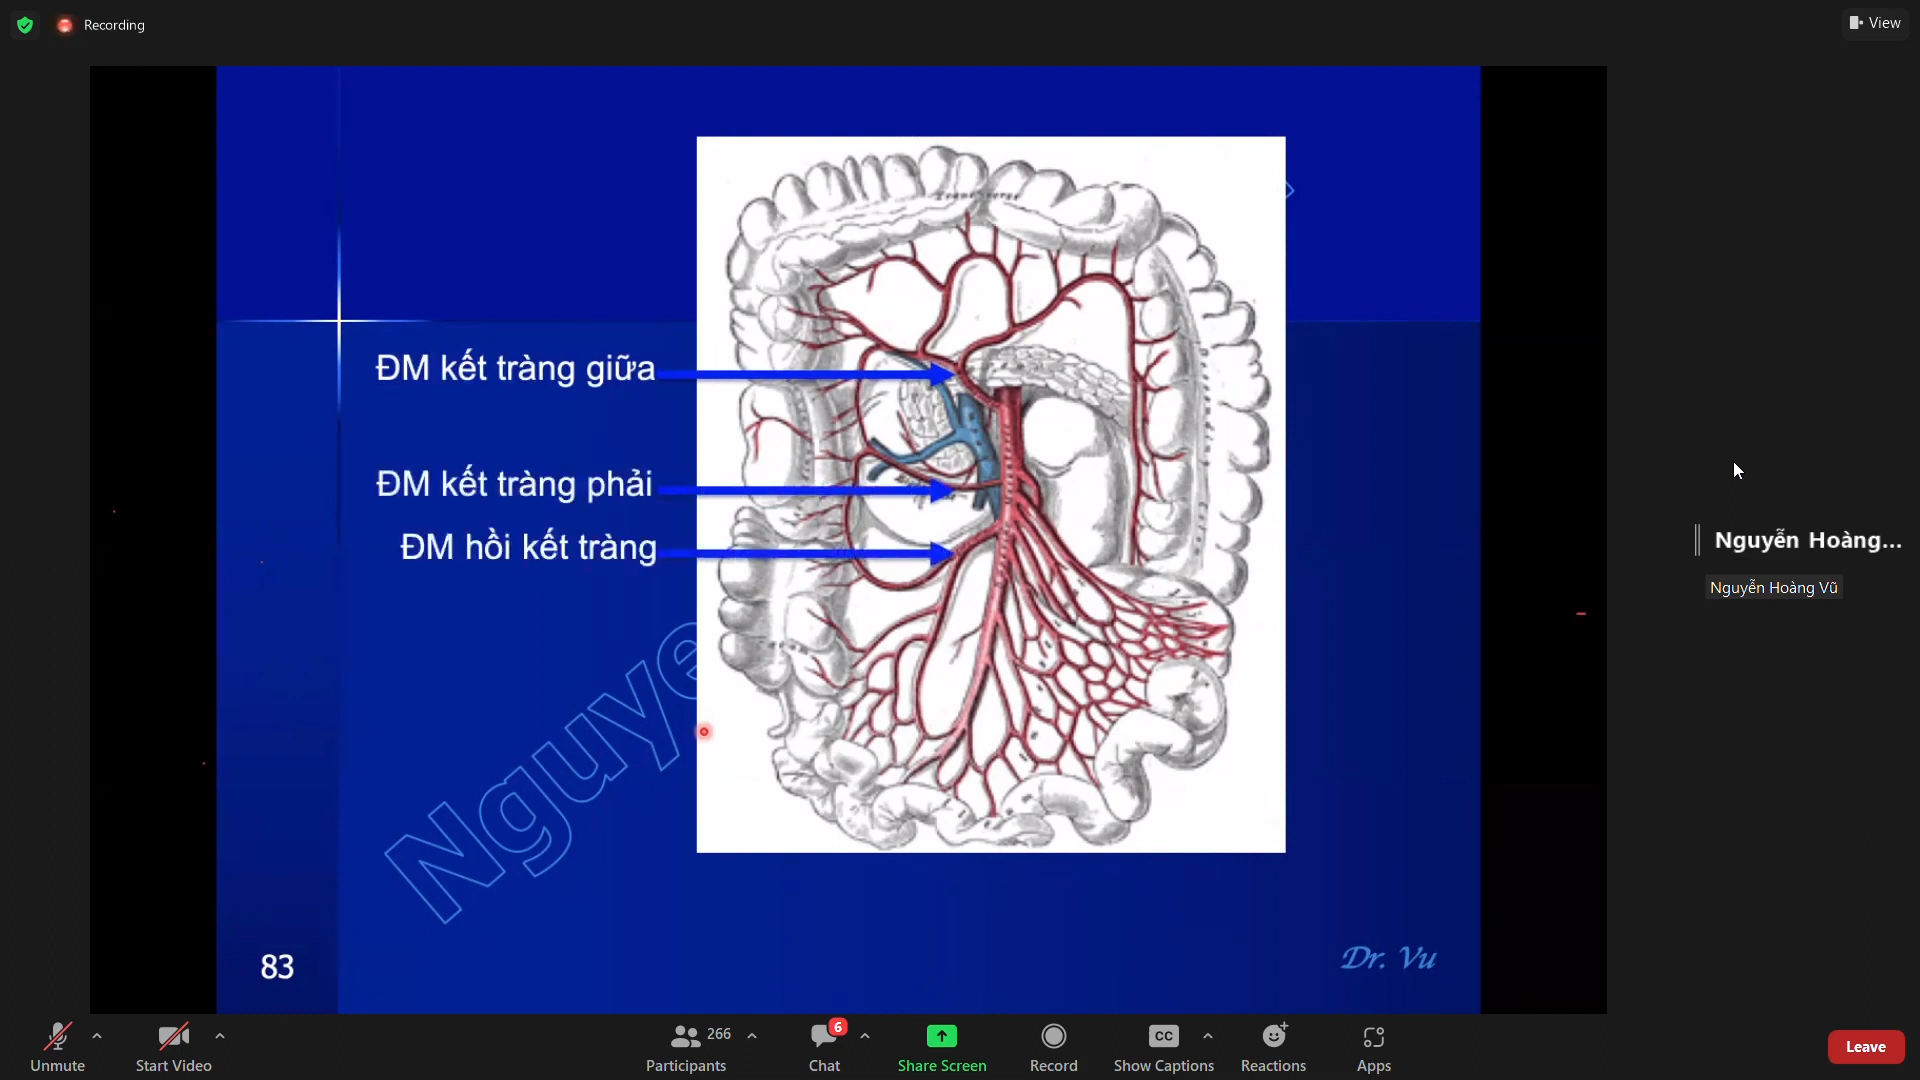 Recording
View
ĐM kết tràng giữa
ĐM kết tràng phải
ĐM hồi kết tràng
Nguye
83
Dr. Vu
Nguyễn Hoàng...
Nguyễn Hoàng Vũ
Unmute
Start Video
266
Participants
6
Chat
Share Screen
Record
CC
Show Captions
Reactions
Apps
Leave